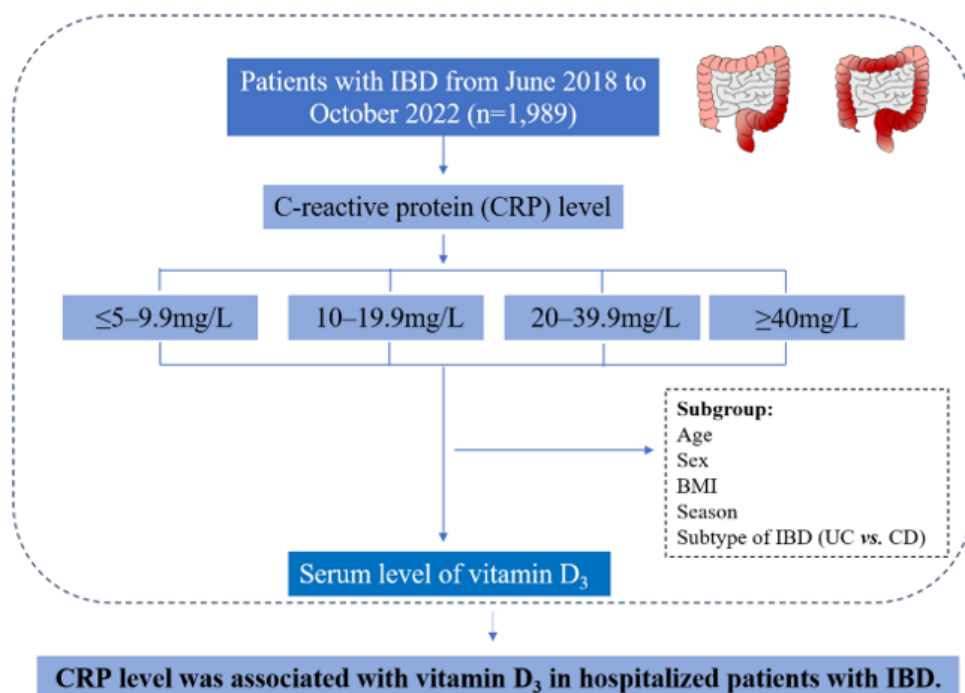 Patients with IBD from June 2018 to
October 2022 (n=1,989)
C-reactive protein (CRP) level
≤5–9.9mg/L
10–19.9mg/L
20–39.9mg/L
≥40mg/L
Subgroup:
Age
Sex
BMI
Season
Subtype of IBD (UC vs. CD)
Serum level of vitamin D₃
CRP level was associated with vitamin D₃ in hospitalized patients with IBD.